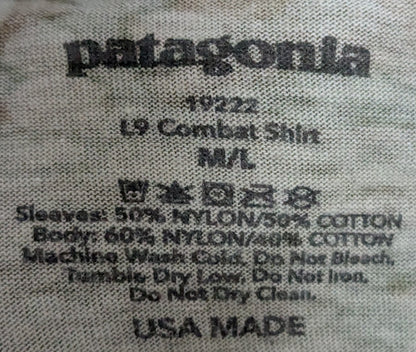 patagonia
19222
L9 Combat Shirt
M/L
Sleeves: 50% NYLON/50% COTTON
Body: 60% NYLON/40% COTTON
Machine Wash Cold. Do Not Bleach.
Tumble Dry Low. Do Not Iron.
Do Not Dry Clean.
USA MADE